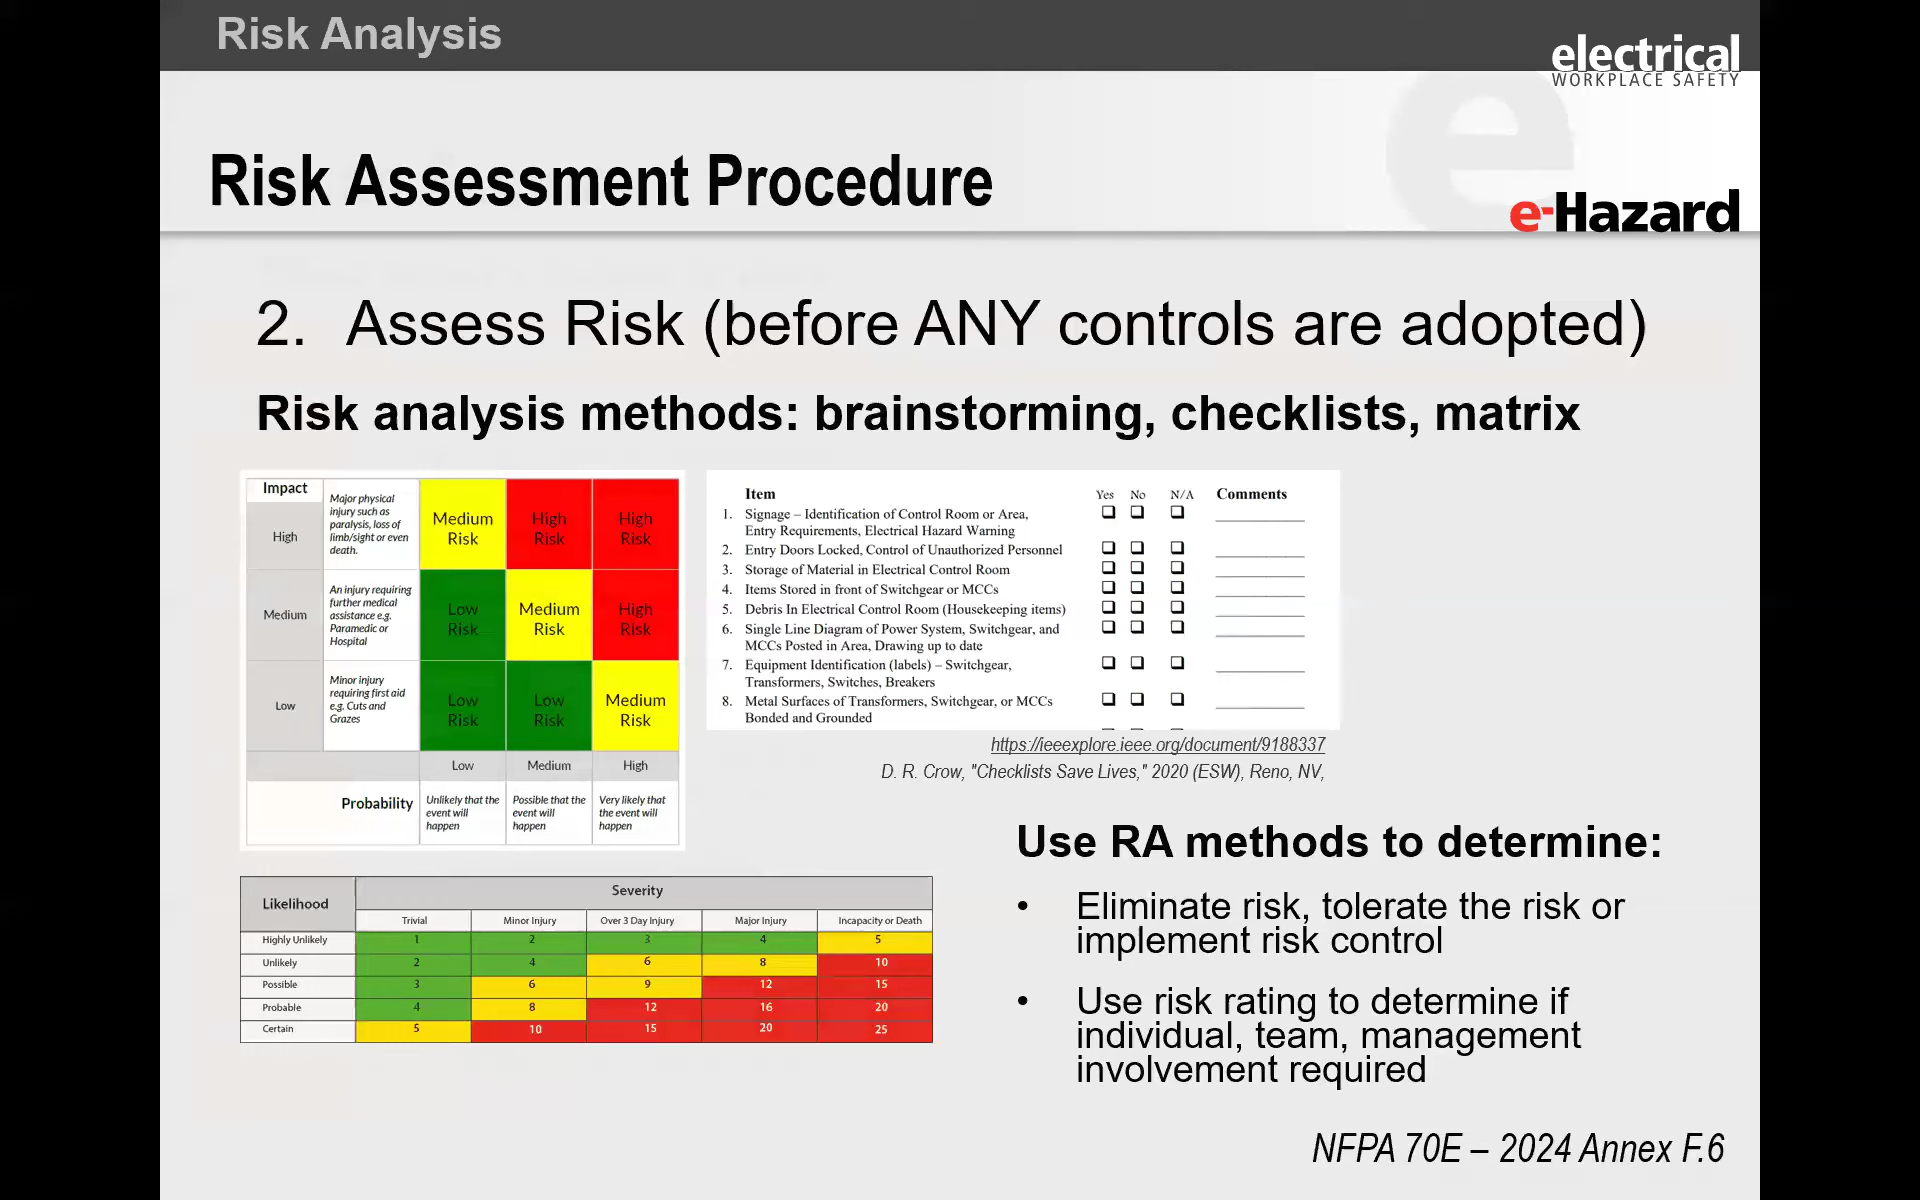 Risk Analysis
electrical
WORKPLACE SAFETY
Risk Assessment Procedure
e-Hazard
2. Assess Risk (before ANY controls are adopted)
Risk analysis methods: brainstorming, checklists, matrix
Impact
High
Major physical
injury such as
paralysis, loss of
limb/sight or even
death.
Medium
Risk
High
Risk
High
Risk
Medium
An injury requiring
further medical
assistance e.g.
Paramedic or
Hospital
Low
Risk
Medium
Risk
High
Risk
Low
Minor injury
requiring first aid
e.g. Cuts and
Grazes
Low
Risk
Low
Risk
Medium
Risk
Low Medium High
Probability
Unlikely that the
event will
happen
Possible that the
event will
happen
Very likely that
the event will
happen
Item Yes No N/A Comments
1. Signage – Identification of Control Room or Area,
Entry Requirements, Electrical Hazard Warning
2. Entry Doors Locked, Control of Unauthorized Personnel
3. Storage of Material in Electrical Control Room
4. Items Stored in front of Switchgear or MCCs
5. Debris In Electrical Control Room (Housekeeping items)
6. Single Line Diagram of Power System, Switchgear, and
MCCs Posted in Area, Drawing up to date
7. Equipment Identification (labels) – Switchgear,
Transformers, Switches, Breakers
8. Metal Surfaces of Transformers, Switchgear, or MCCs
Bonded and Grounded
https://ieeexplore.ieee.org/document/9188337
D. R. Crow, "Checklists Save Lives," 2020 (ESW), Reno, NV,
Likelihood
Severity
Trivial Minor Injury Over 3 Day Injury Major Injury Incapacity or Death
Highly Unlikely 1 2 3 4 5
Unlikely 2 4 6 8 10
Possible 3 6 9 12 15
Probable 4 8 12 16 20
Certain 5 10 15 20 25
Use RA methods to determine:
• Eliminate risk, tolerate the risk or
implement risk control
• Use risk rating to determine if
individual, team, management
involvement required
NFPA 70E – 2024 Annex F.6